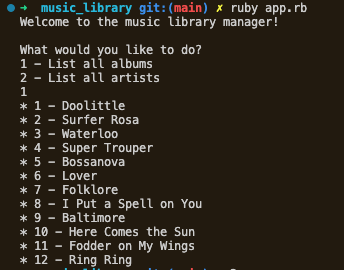 → music_library git:(main) ✗ ruby app.rb
Welcome to the music library manager!
What would you like to do?
1 - List all albums
2 - List all artists
1
* 1 - Doolittle
* 2 - Surfer Rosa
* 3 - Waterloo
* 4 - Super Trouper
* 5 - Bossanova
* 6 - Lover
* 7 - Folklore
* 8 - I Put a Spell on You
* 9 - Baltimore
* 10 - Here Comes the Sun
* 11 - Fodder on My Wings
* 12 - Ring Ring